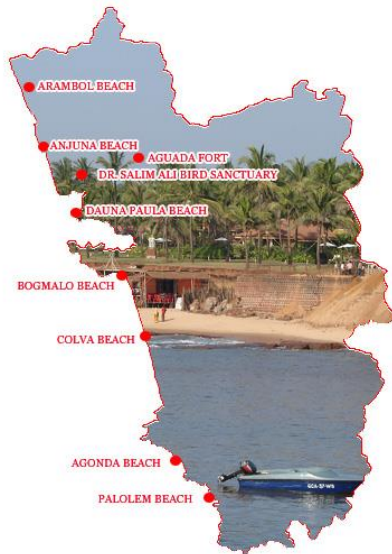 ARAMBOL BEACH
ANJUNA BEACH
AGUADA FORT
DR. SALIM ALI BIRD SANCTUARY
DAUNA PAULA BEACH
BOGMALO BEACH
COLVA BEACH
AGONDA BEACH
PALOLEM BEACH